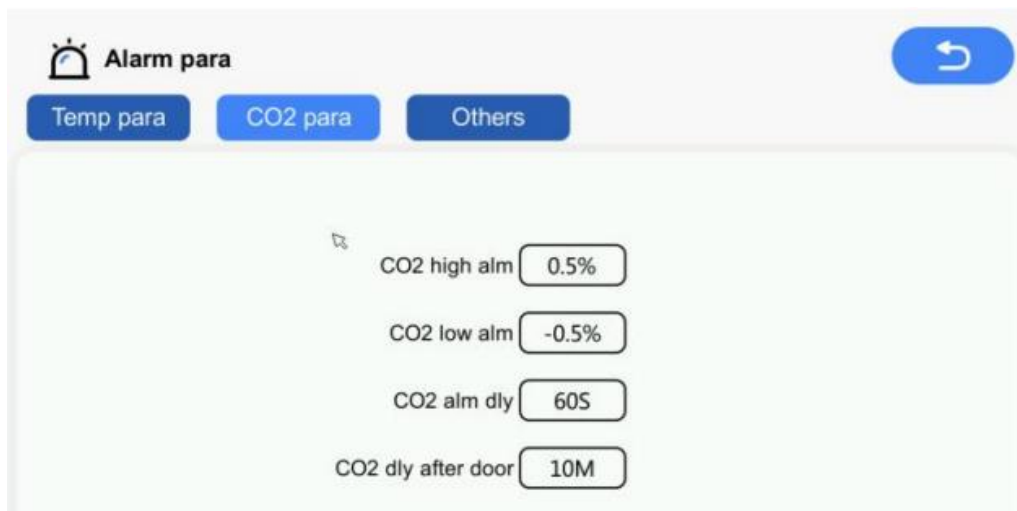 Alarm para
Temp para CO2 para Others
CO2 high alm 0.5%
CO2 low alm -0.5%
CO2 alm dly 60S
CO2 dly after door 10M